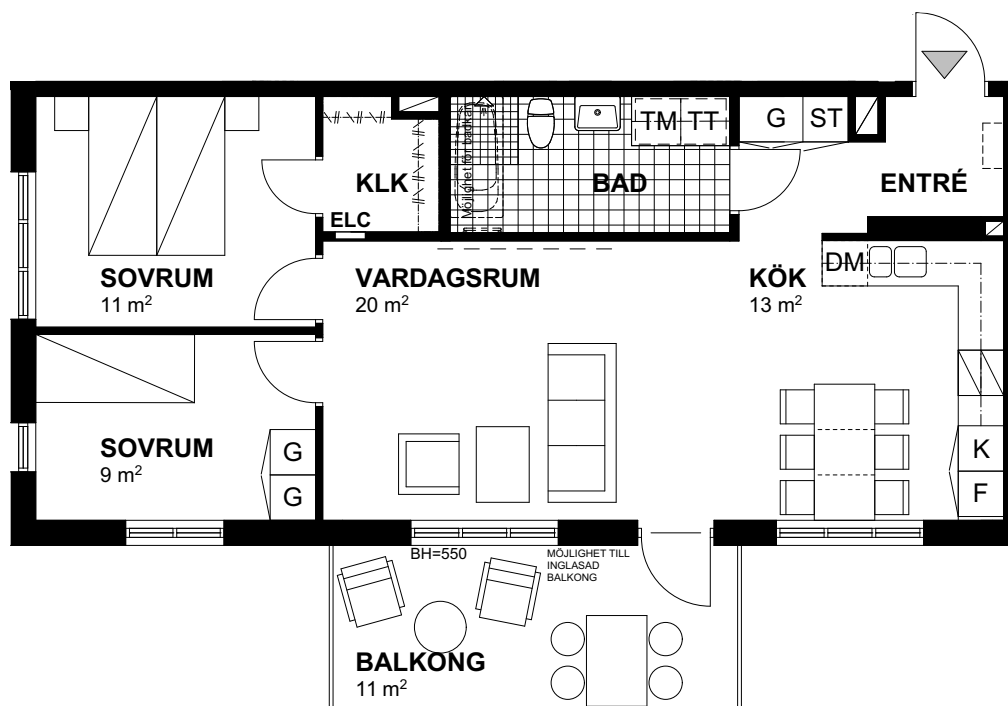 TM TT
G ST
Möjlighet för badkar
KLK
BAD
ENTRÉ
ELC
SOVRUM
11 m²
VARDAGSRUM
20 m²
KÖK
13 m²
DM
SOVRUM
9 m²
G
G
K
F
BH=550
MÖJLIGHET TILL
INGLASAD
BALKONG
BALKONG
11 m²